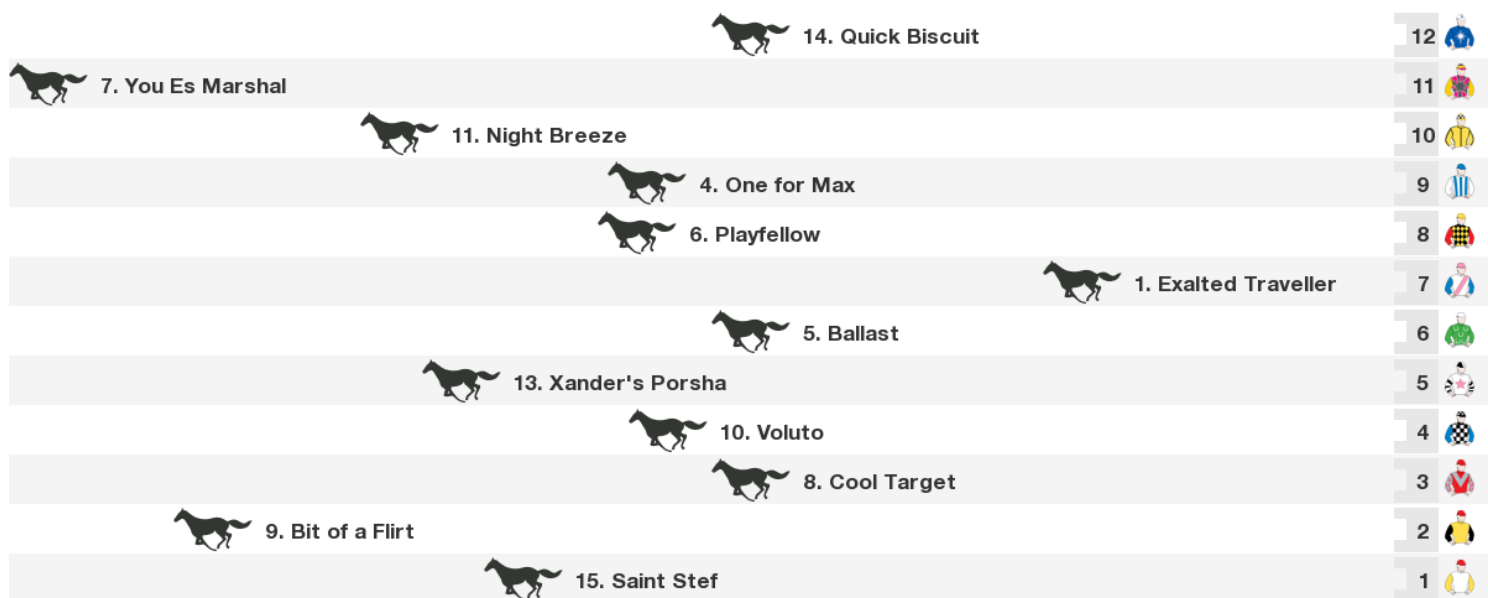 14. Quick Biscuit 12
7. You Es Marshal 11
11. Night Breeze 10
4. One for Max 9
6. Playfellow 8
1. Exalted Traveller 7
5. Ballast 6
13. Xander's Porsha 5
10. Voluto 4
8. Cool Target 3
9. Bit of a Flirt 2
15. Saint Stef 1